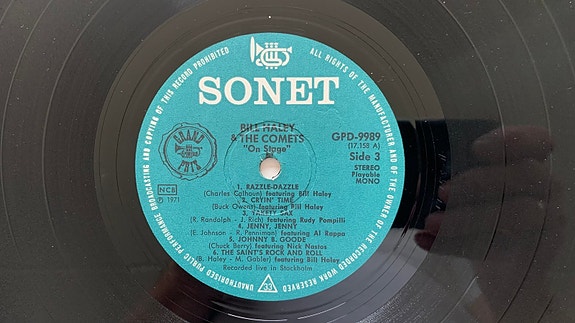 SONET
BILL HALEY
& THE COMETS
"On Stage"
GPD-9989
(17.158 A)
Side 3
STEREO
Playable
MONO
GRAND
PRIX
NCB
℗ 1971
1. RAZZLE-DAZZLE
(Charles Calhoun) featuring Bill Haley
2. CRYIN' TIME
(Buck Owen) featuring Bill Haley
3. YAKETY SAX
(R. Randolph - J. Rich) featuring Rudy Pompilli
4. JENNY, JENNY
(E. Johnson - R. Penniman) featuring Al Rappa
5. JOHNNY B. GOODE
(Chuck Berry) featuring Nick Nastos
6. THE SAINT'S ROCK AND ROLL
(B. Haley - M. Gabler) featuring Bill Haley
Recorded live in Stockholm
33
ALL RIGHTS OF THE MANUFACTURER AND OF THE OWNER OF THE RECORDED WORK RESERVED
UNAUTHORISED PUBLIC PERFORMANCE BROADCASTING AND COPYING OF THIS RECORD PROHIBITED